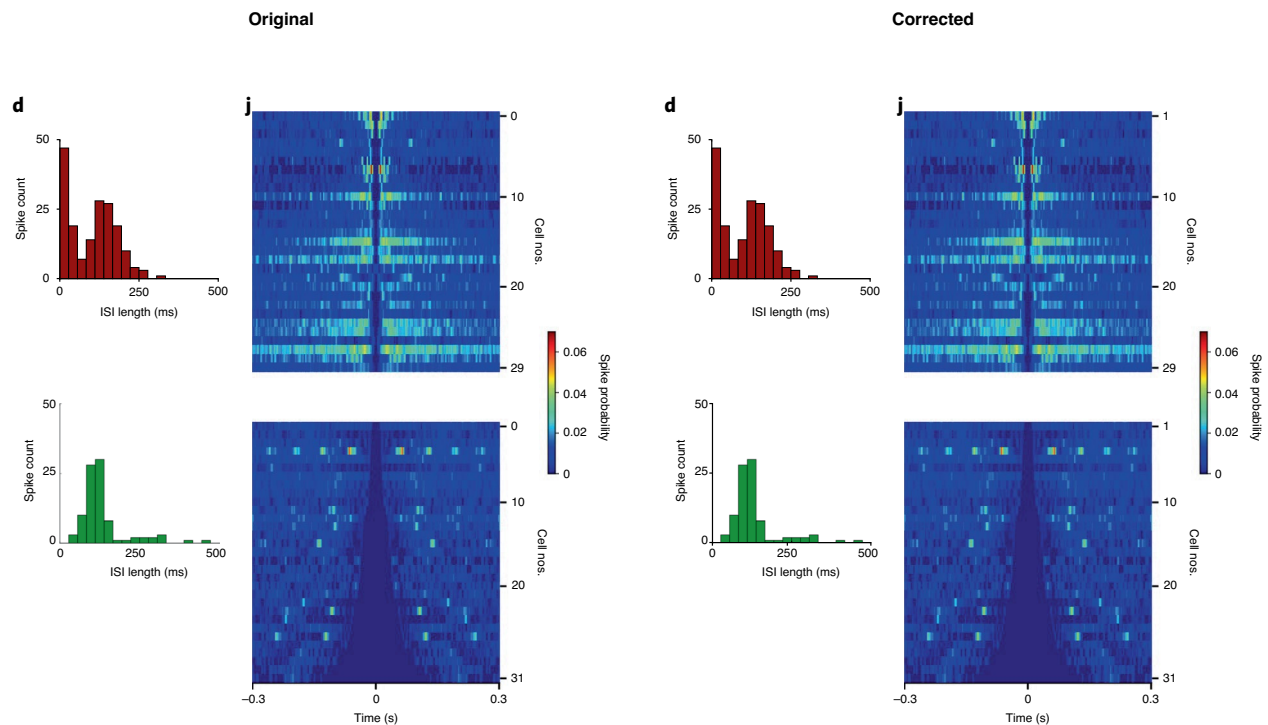 Original
Corrected
d
j
50
25
0
Spike count
0
250
500
ISI length (ms)
0
10
20
29
Cell nos.
0.06
0.04
0.02
0
Spike probability
50
25
0
Spike count
0
250
500
ISI length (ms)
0
10
20
31
Cell nos.
–0.3
0
0.3
Time (s)
d
j
50
25
0
Spike count
0
250
500
ISI length (ms)
1
10
20
29
Cell nos.
0.06
0.04
0.02
0
Spike probability
50
25
0
Spike count
0
250
500
ISI length (ms)
1
10
20
31
Cell nos.
–0.3
0
0.3
Time (s)